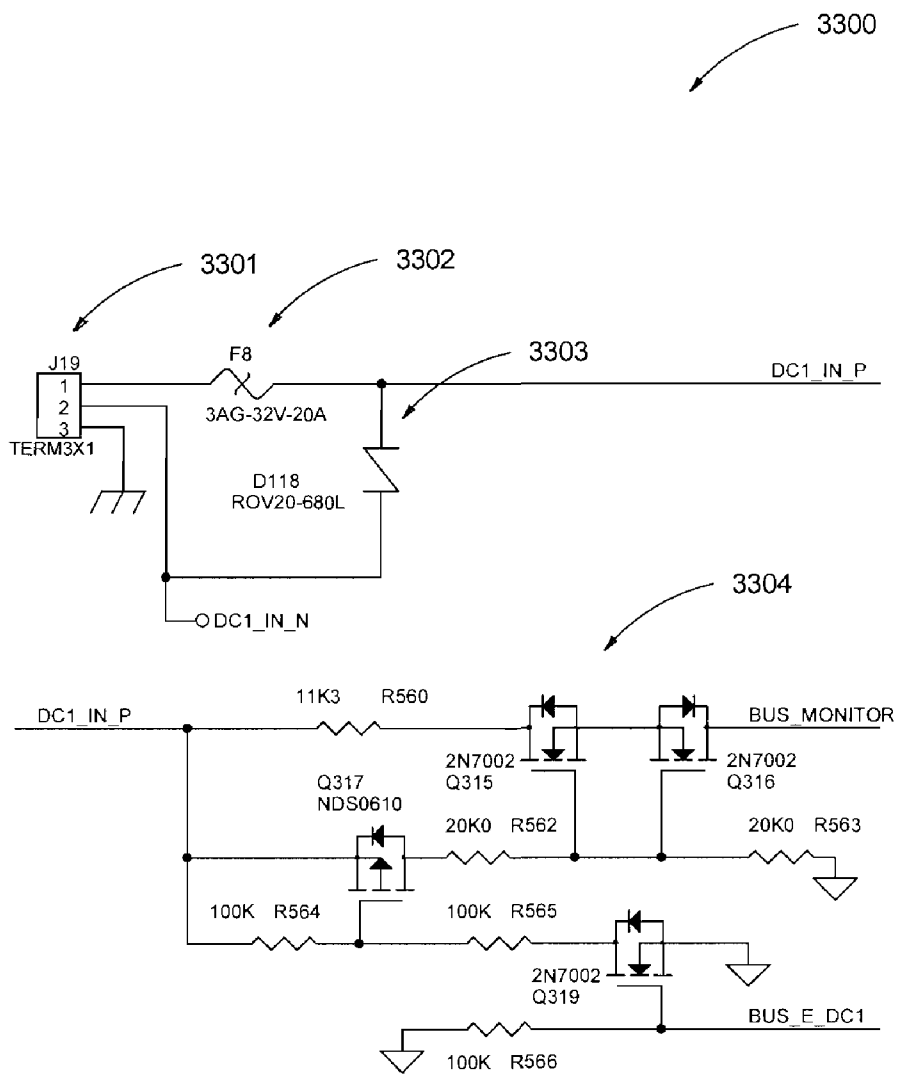 3300
3301
3302
3303
J19
1
2
3
TERM3X1
F8
3AG-32V-20A
DC1_IN_P
D118
ROV20-680L
DC1_IN_N
3304
DC1_IN_P
11K3 R560
BUS_MONITOR
2N7002
Q315
2N7002
Q316
Q317
NDS0610
20K0 R562
20K0 R563
100K R564
100K R565
2N7002
Q319
BUS_E_DC1
100K R566